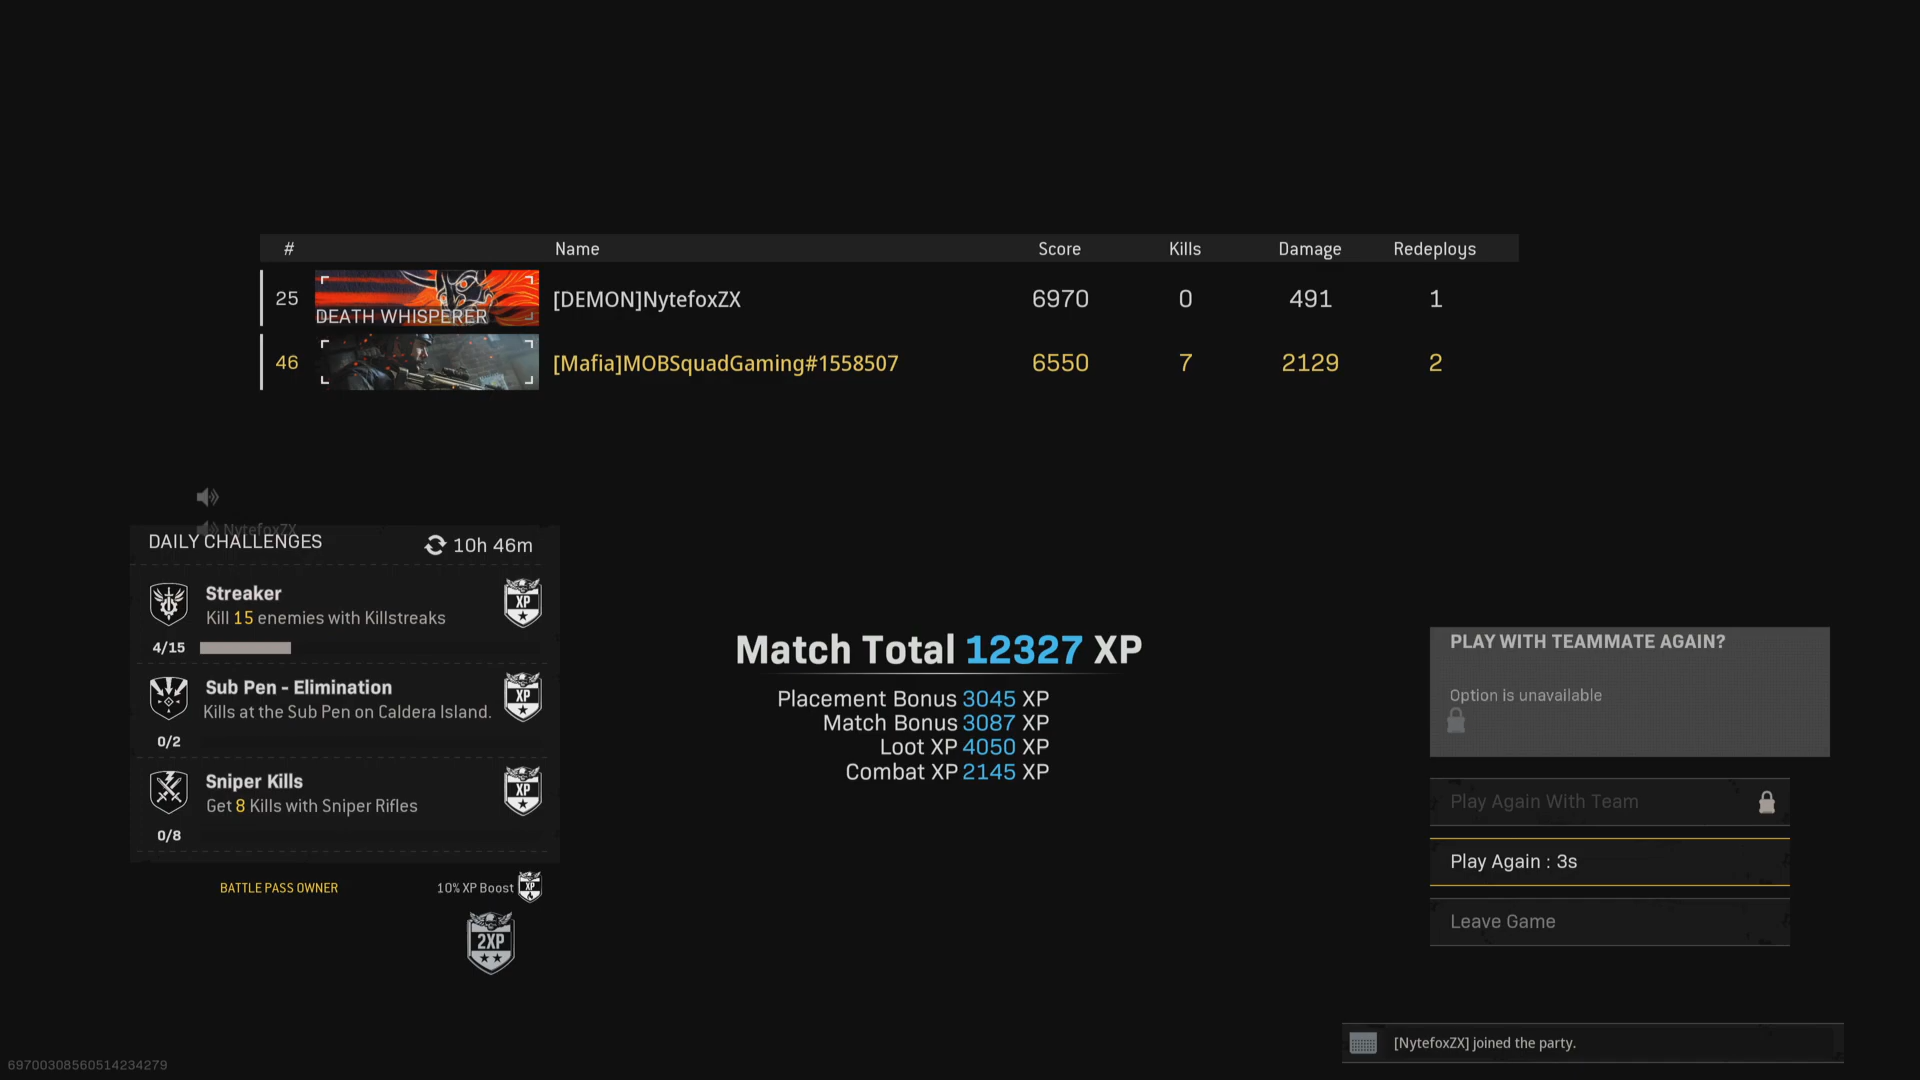 # Name Score Kills Damage Redeploys
25 DEATH WHISPERER [DEMON]NytefoxZX 6970 0 491 1
46 [Mafia]MOBSquadGaming#1558507 6550 7 2129 2
NytefoxZX
DAILY CHALLENGES 10h 46m
Streaker
Kill 15 enemies with Killstreaks
XP
4/15
Sub Pen - Elimination
Kills at the Sub Pen on Caldera Island.
XP
0/2
Sniper Kills
Get 8 Kills with Sniper Rifles
XP
0/8
BATTLE PASS OWNER 10% XP Boost XP
2XP
Match Total 12327 XP
Placement Bonus 3045 XP
Match Bonus 3087 XP
Loot XP 4050 XP
Combat XP 2145 XP
PLAY WITH TEAMMATE AGAIN?
Option is unavailable
Play Again With Team
Play Again : 3s
Leave Game
[NytefoxZX] joined the party.
69700308560514234279